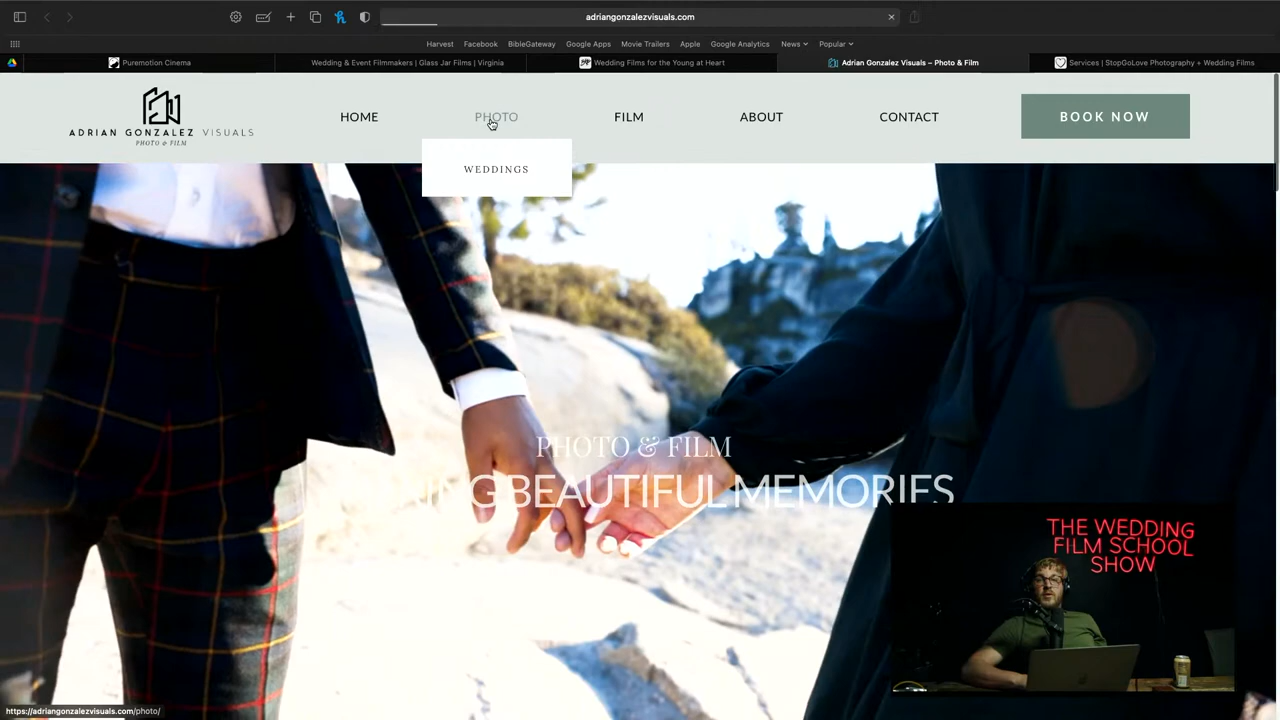 adriangonzalezvisuals.com
Harvest Facebook BibleGateway Google Apps Movie Trailers Apple Google Analytics News Popular
Puremotion Cinema
Wedding & Event Filmmakers | Glass Jar Films | Virginia
Wedding Films for the Young at Heart
Adrian Gonzalez Visuals – Photo & Film
Services | StopGoLove Photography + Wedding Films
ADRIAN GONZALEZ VISUALS
PHOTO & FILM
HOME PHOTO FILM ABOUT CONTACT BOOK NOW
WEDDINGS
PHOTO & FILM
BEAUTIFUL MEMORIES
THE WEDDING
FILM SCHOOL
SHOW
https://adriangonzalezvisuals.com/photo/